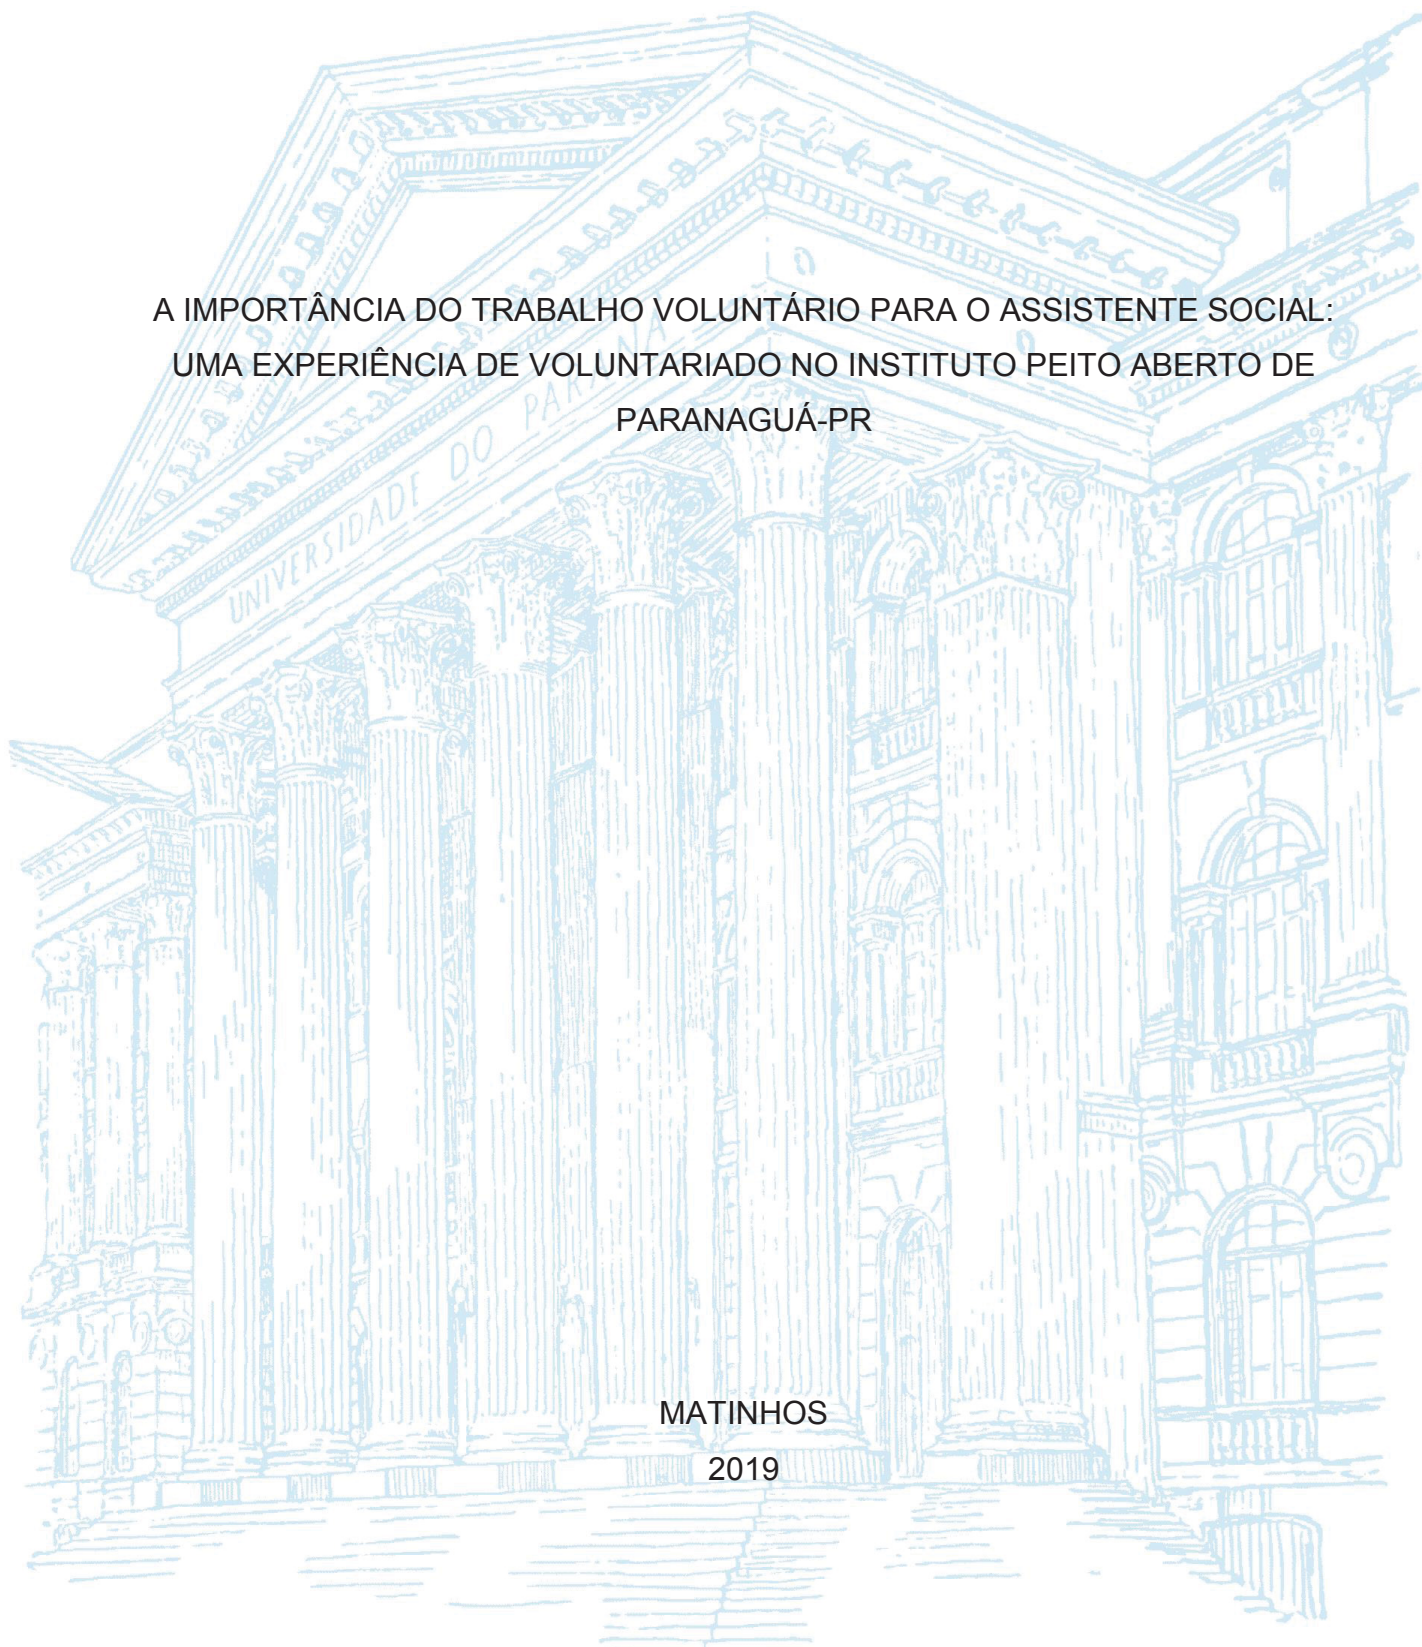 A IMPORTÂNCIA DO TRABALHO VOLUNTÁRIO PARA O ASSISTENTE SOCIAL:
UMA EXPERIÊNCIA DE VOLUNTARIADO NO INSTITUTO PEITO ABERTO DE
PARANAGUÁ-PR
UNIVERSIDADE DO PARANÁ
MATINHOS
2019